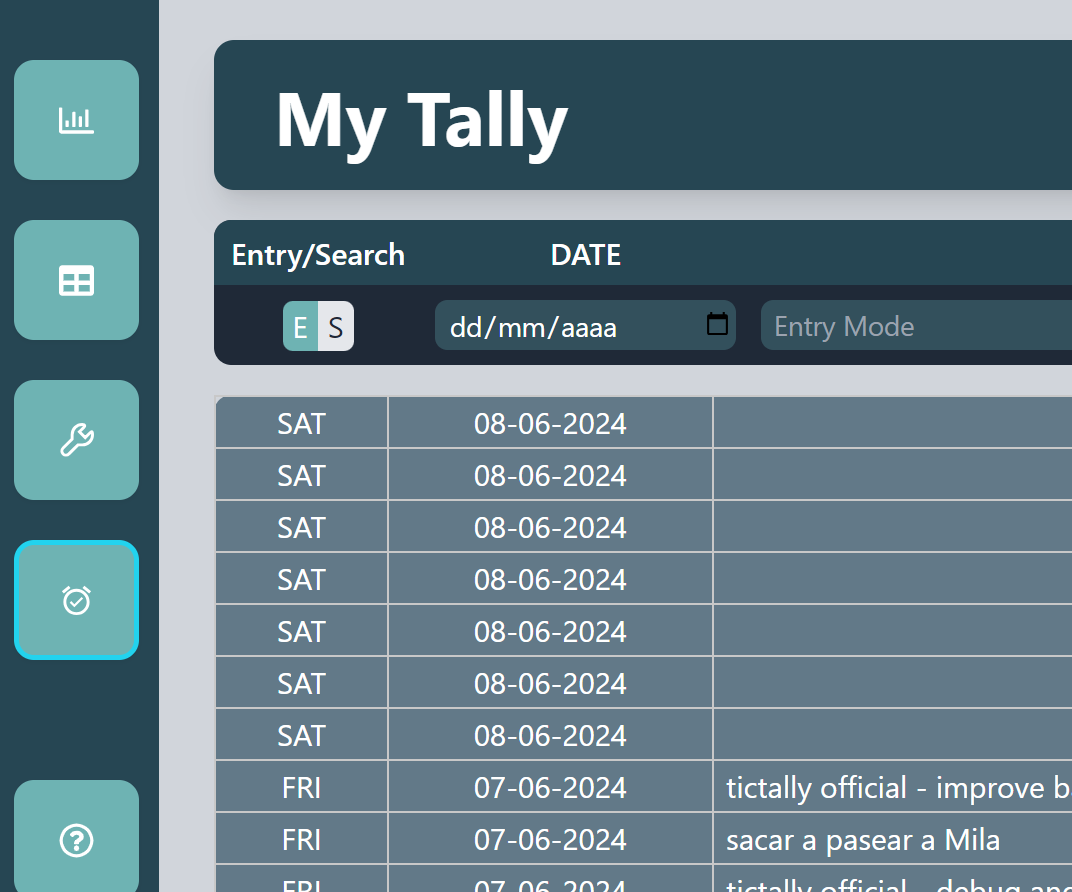 My Tally
Entry/Search DATE
E S dd/mm/aaaa Entry Mode
SAT 08-06-2024
SAT 08-06-2024
SAT 08-06-2024
SAT 08-06-2024
SAT 08-06-2024
SAT 08-06-2024
SAT 08-06-2024
FRI 07-06-2024 tictally official - improve
FRI 07-06-2024 sacar a pasear a Mila
FRI 07-06-2024 tictally official - debug and